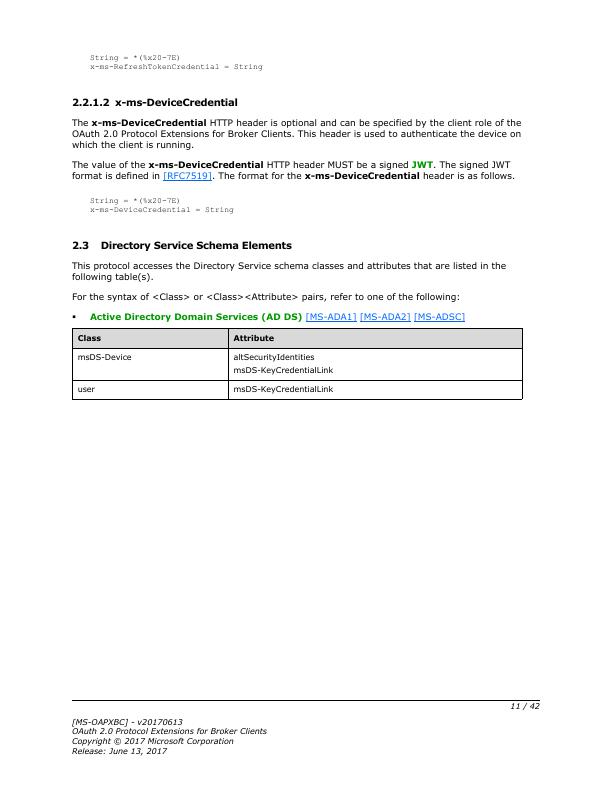 String = *(%x20-7E)
x-ms-RefreshTokenCredential = String
2.2.1.2 x-ms-DeviceCredential
The x-ms-DeviceCredential HTTP header is optional and can be specified by the client role of the
OAuth 2.0 Protocol Extensions for Broker Clients. This header is used to authenticate the device on
which the client is running.
The value of the x-ms-DeviceCredential HTTP header MUST be a signed JWT. The signed JWT
format is defined in [RFC7519]. The format for the x-ms-DeviceCredential header is as follows.
String = *(%x20-7E)
x-ms-DeviceCredential = String
2.3 Directory Service Schema Elements
This protocol accesses the Directory Service schema classes and attributes that are listed in the
following table(s).
For the syntax of <Class> or <Class><Attribute> pairs, refer to one of the following:
▪ Active Directory Domain Services (AD DS) [MS-ADA1] [MS-ADA2] [MS-ADSC]
Class Attribute
msDS-Device altSecurityIdentities
msDS-KeyCredentialLink
user msDS-KeyCredentialLink
11 / 42
[MS-OAPXBC] - v20170613
OAuth 2.0 Protocol Extensions for Broker Clients
Copyright © 2017 Microsoft Corporation
Release: June 13, 2017